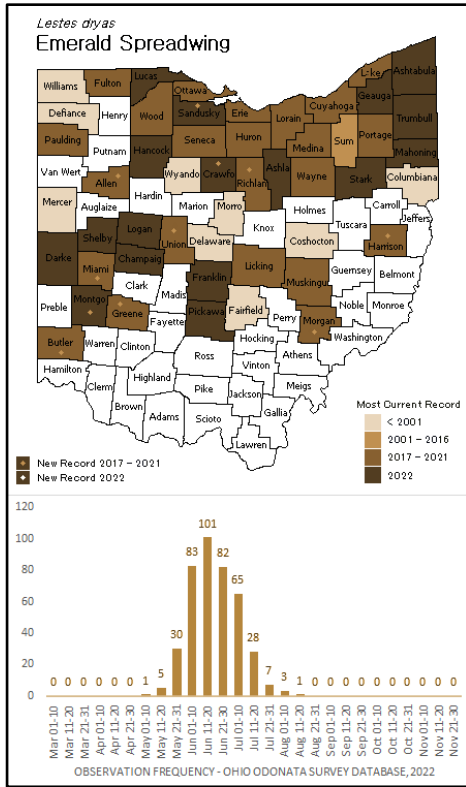 Lestes dryas
Emerald Spreadwing
Williams
Fulton
Lucas
Ottawa
Lake
Ashtabula
Defiance
Henry
Wood
Sandusky
Erie
Lorain
Cuyahoga
Geauga
Trumbull
Paulding
Putnam
Hancock
Seneca
Huron
Medina
Sum
Portage
Mahoning
Van Wert
Allen
Wyando
Crawfo
Richlan
Ashla
Wayne
Stark
Columbiana
Mercer
Auglaize
Hardin
Marion
Morro
Holmes
Carroll
Jeffers
Shelby
Logan
Union
Delaware
Knox
Coshocton
Tuscara
Harrison
Darke
Miami
Champaig
Licking
Muskingu
Guernsey
Belmont
Clark
Franklin
Preble
Montgo
Greene
Madis
Pickawa
Fairfield
Perry
Morgan
Noble
Monroe
Fayette
Washington
Butler
Warren
Clinton
Ross
Hocking
Athens
Hamilton
Clerm
Highland
Vinton
Meigs
Brown
Adams
Pike
Scioto
Jackson
Gallia
Lawren
Most Current Record
< 2001
2001 - 2016
2017 - 2021
2022
New Record 2017 - 2021
New Record 2022
120
100
80
60
40
20
0
0 0 0 0 0 0 1 5 30 83 101 82 65 28 7 3 1 0 0 0 0 0 0 0 0 0 0
Mar 01-10
Mar 11-20
Mar 21-31
Apr 01-10
Apr 11-20
Apr 21-30
May 01-10
May 11-20
May 21-31
Jun 01-10
Jun 11-20
Jun 21-30
Jul 01-10
Jul 11-20
Jul 21-31
Aug 01-10
Aug 11-20
Aug 21-31
Sep 01-10
Sep 11-20
Sep 21-30
Oct 01-10
Oct 11-20
Oct 21-31
Nov 01-10
Nov 11-20
Nov 21-30
OBSERVATION FREQUENCY - OHIO ODONATA SURVEY DATABASE, 2022